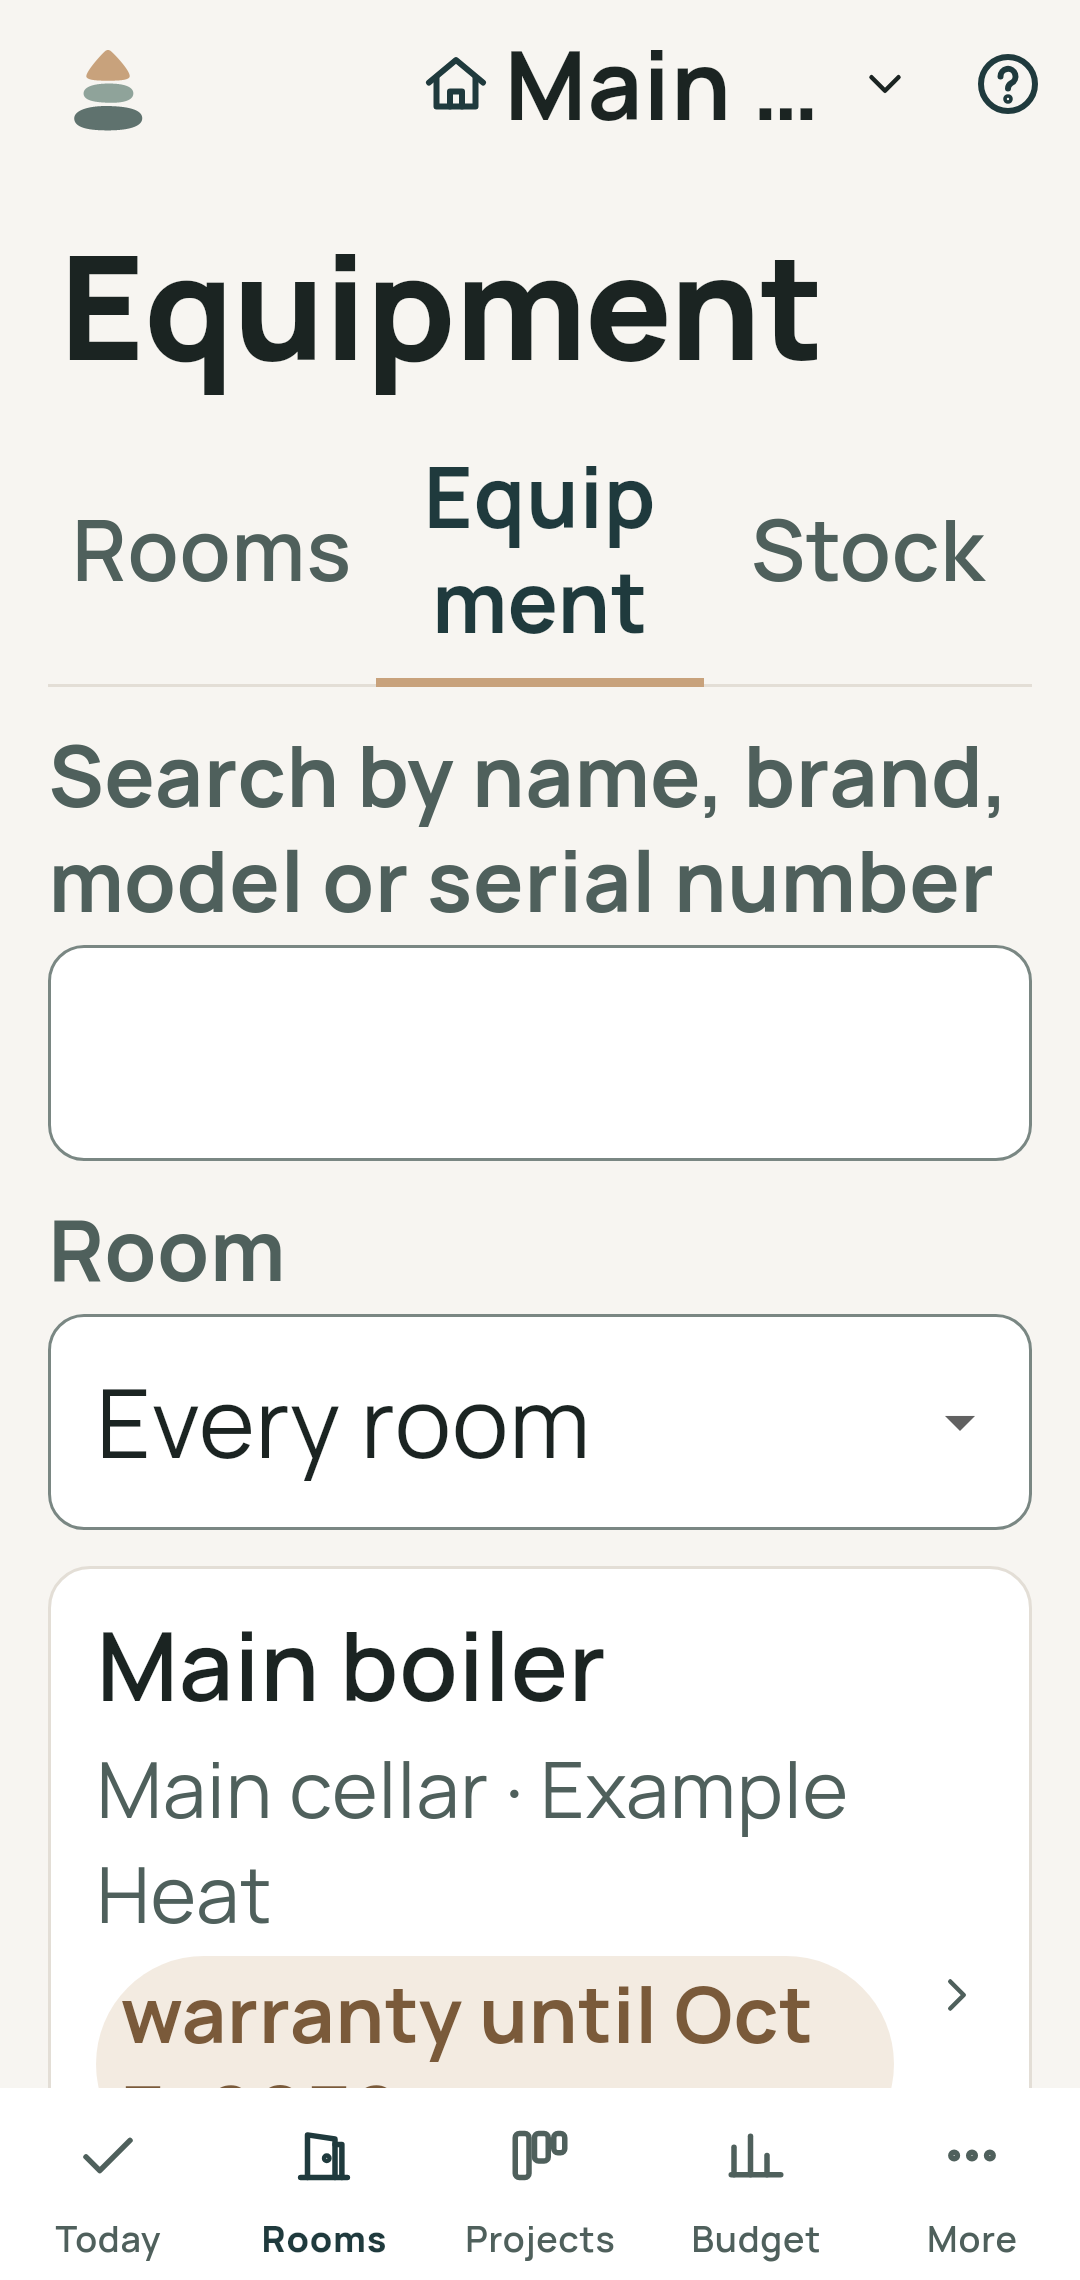 Main ...
Equipment
Rooms
Equip
ment
Stock
Search by name, brand,
model or serial number
Room
Every room
Main boiler
Main cellar · Example
Heat
warranty until Oct
Today
Rooms
Projects
Budget
More